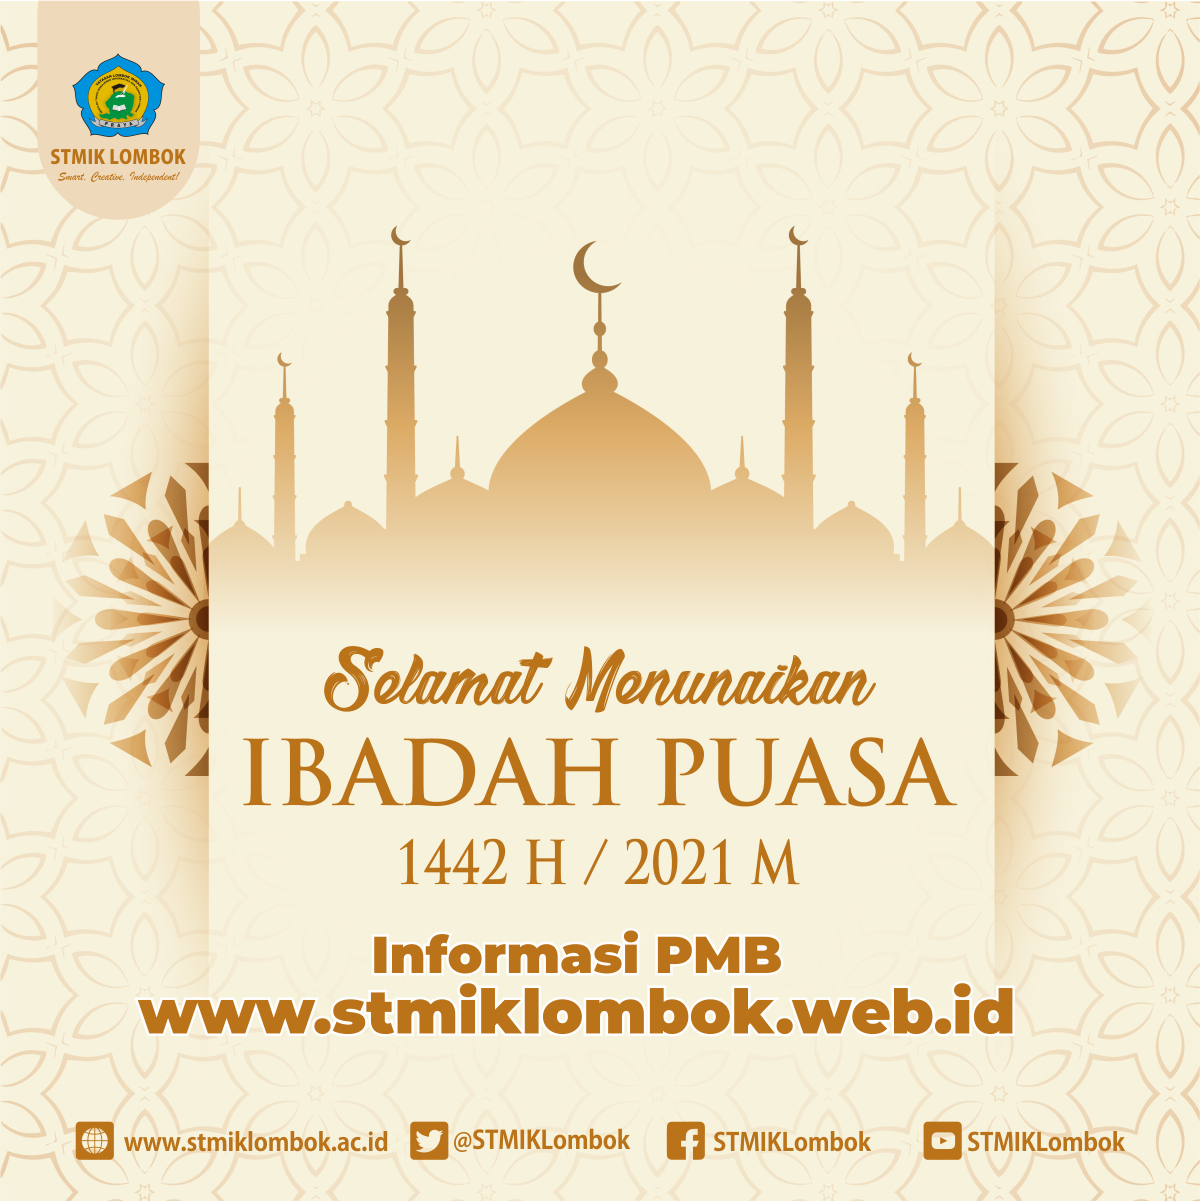 STMIK LOMBOK
Smart, Creative, Independent!
Selamat Menunaikan
IBADAH PUASA
1442 H / 2021 M
Informasi PMB
www.stmiklombok.web.id
www.stmiklombok.ac.id
@STMIKLombok
STMIKLombok
STMIKLombok